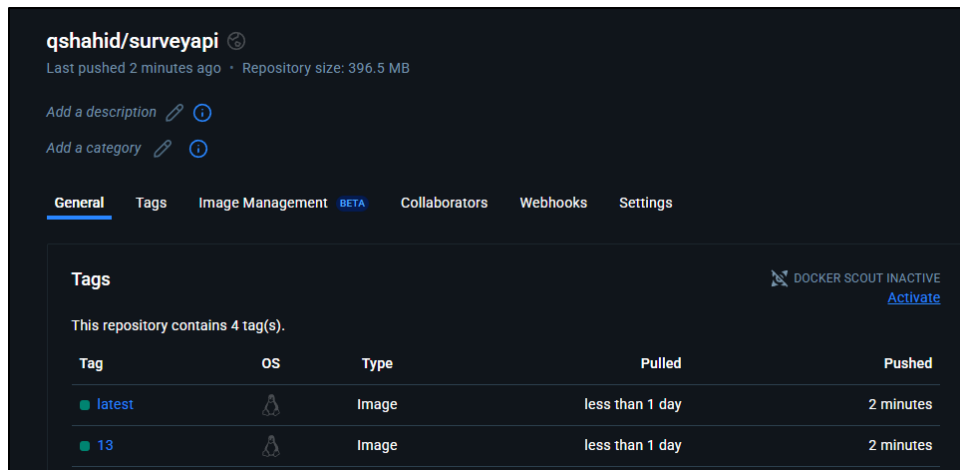 qshahid/surveyapi
Last pushed 2 minutes ago • Repository size: 396.5 MB
Add a description
Add a category
General Tags Image Management BETA Collaborators Webhooks Settings
Tags
DOCKER SCOUT INACTIVE
Activate
This repository contains 4 tag(s).
Tag OS Type Pulled Pushed
latest Image less than 1 day 2 minutes
13 Image less than 1 day 2 minutes